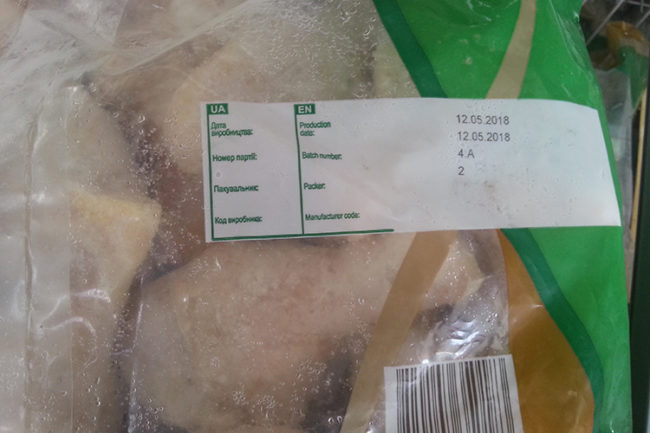 UA
Дата
виробництва:
Номер партії:
Пакувальник:
Код виробника:
EN
Production
date:
Batch number:
Packer:
Manufacturer code:
12.05.2018
12.05.2018
4 A
2